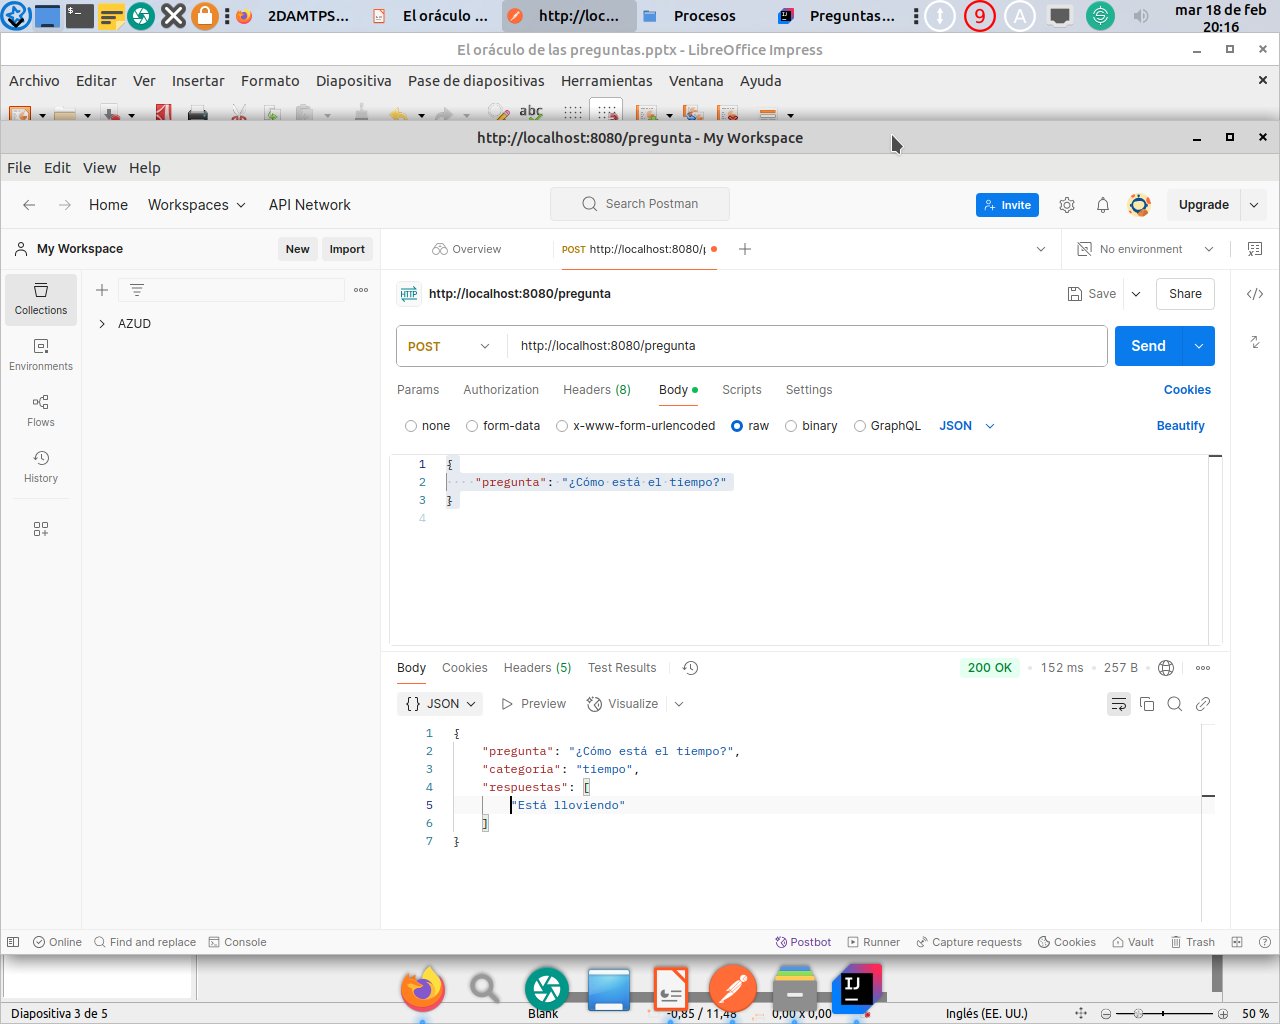 2DAMTPS...
El oráculo ...
http://loc...
Procesos
Preguntas...
9
A
mar 18 de feb
20:16
El oráculo de las preguntas.pptx - LibreOffice Impress
Archivo Editar Ver Insertar Formato Diapositiva Pase de diapositivas Herramientas Ventana Ayuda
abc
http://localhost:8080/pregunta - My Workspace
File Edit View Help
Home Workspaces API Network
Search Postman
Invite
Upgrade
My Workspace
New Import
Overview
POST http://localhost:8080/p
No environment
Collections
AZUD
HTTP http://localhost:8080/pregunta
Save
Share
Environments
POST http://localhost:8080/pregunta
Send
Params Authorization Headers (8) Body Scripts Settings
Cookies
Flows
none form-data x-www-form-urlencoded raw binary GraphQL JSON
Beautify
History
1 {
2 "pregunta": "¿Cómo está el tiempo?"
3 }
4
Body Cookies Headers (5) Test Results
200 OK 152 ms 257 B
{ } JSON Preview Visualize
1 {
2 "pregunta": "¿Cómo está el tiempo?",
3 "categoria": "tiempo",
4 "respuestas": [
5 "Está lloviendo"
6 ]
7 }
Online Find and replace Console
Postbot Runner Capture requests Cookies Vault Trash
IJ
Diapositiva 3 de 5
Blank
-0,85 / 11,48
0,00 x 0,00
Inglés (EE. UU.)
50 %